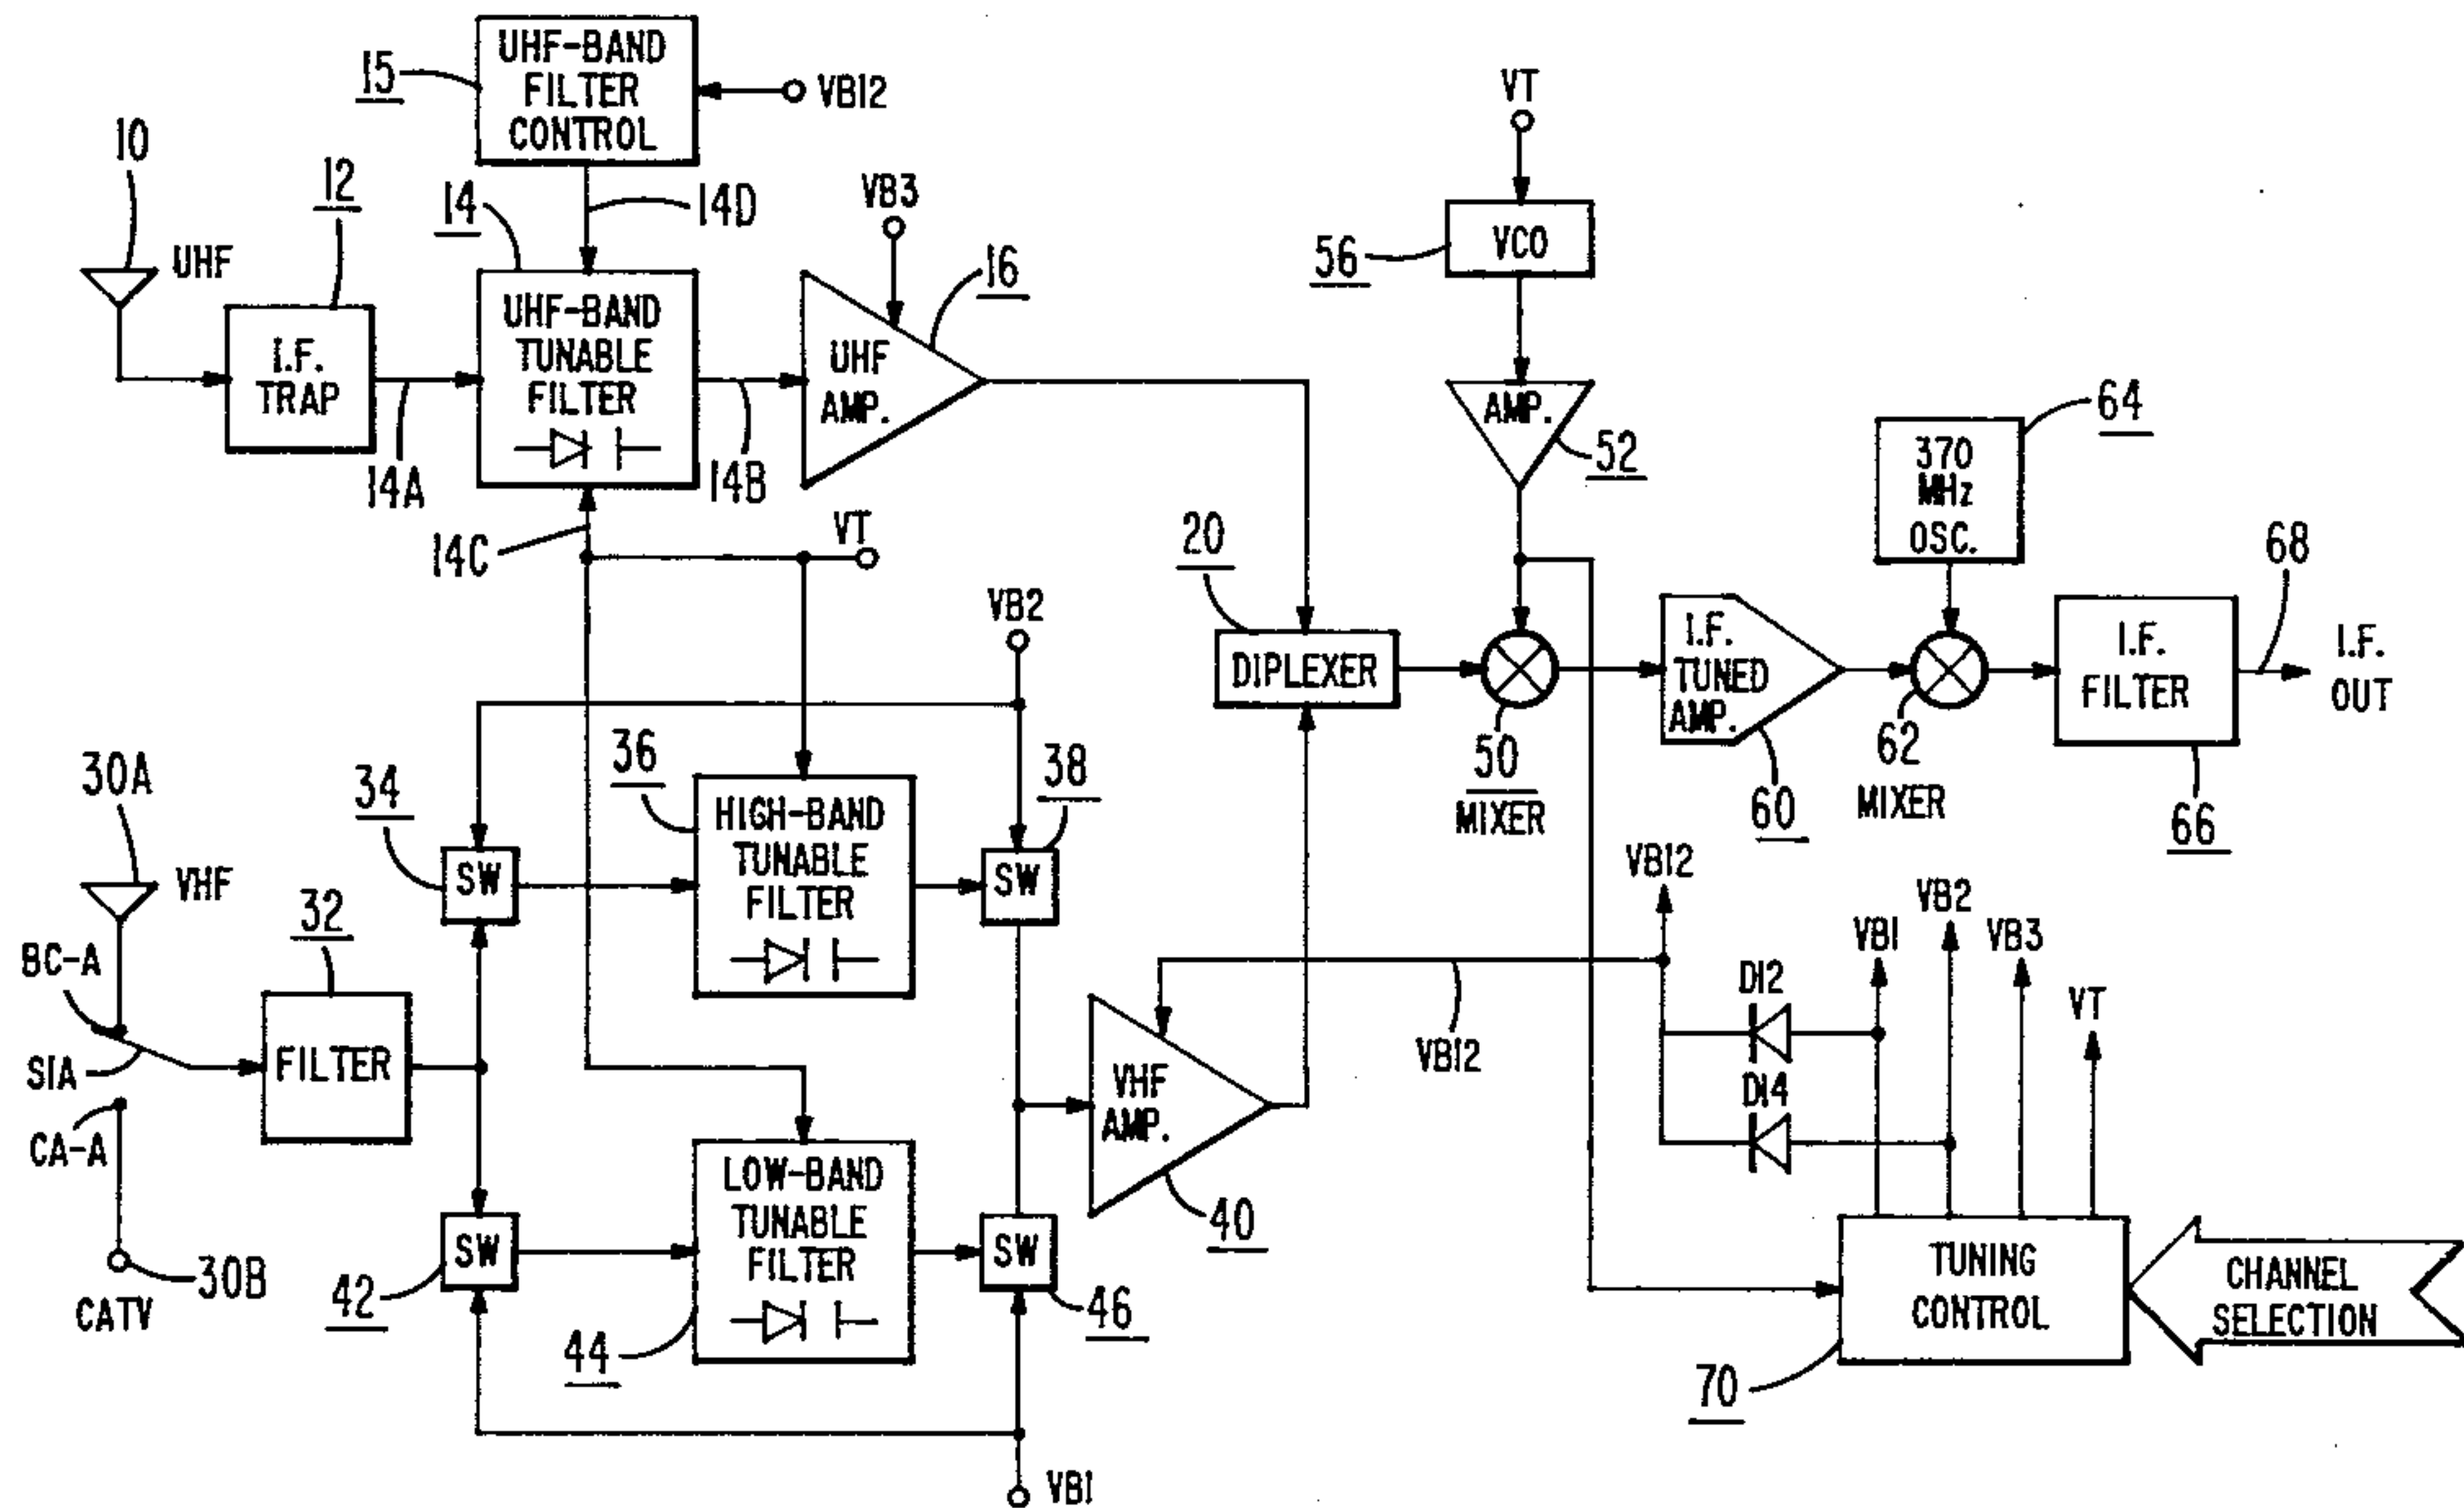 UHF-BAND
FILTER
CONTROL
15
VB12
10
UHF
12
I.F.
TRAP
14A
14
14D
UHF-BAND
TUNABLE
FILTER
14B
14C
VB3
16
UHF
AMP.
VT
VT
VCO
56
AMP.
52
370
MHz
OSC.
64
20
DIPLEXER
50
MIXER
I.F.
TUNED
AMP.
60
62
MIXER
I.F.
FILTER
66
68
I.F.
OUT
VB2
30A
VHF
BC-A
S1A
CA-A
30B
CATV
32
FILTER
34
SW
36
HIGH-BAND
TUNABLE
FILTER
38
SW
42
SW
44
LOW-BAND
TUNABLE
FILTER
46
SW
VB1
VHF
AMP.
40
VB12
VB12
D12
D14
VB1
VB2
VB3
VT
TUNING
CONTROL
70
CHANNEL
SELECTION